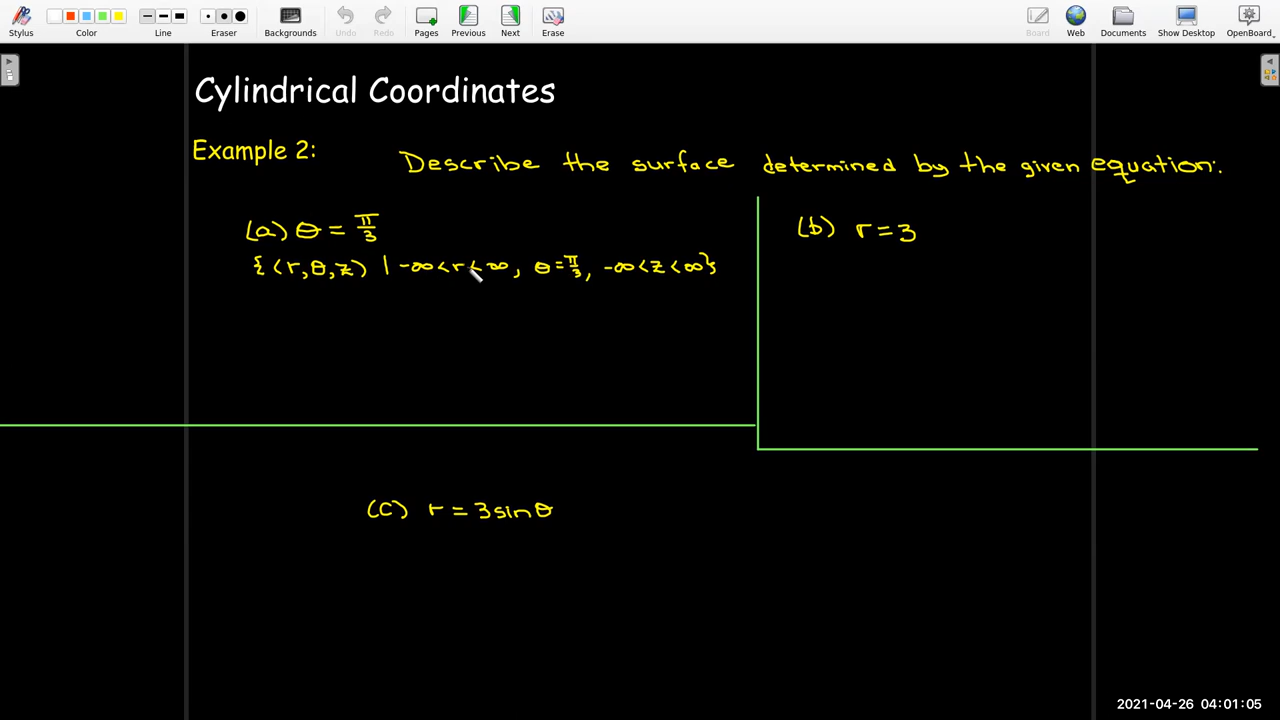 Stylus Color Line Eraser Backgrounds Undo Redo Pages Previous Next Erase Board Web Documents Show Desktop OpenBoard
Cylindrical Coordinates
Example 2: Describe the surface determined by the given equation:
(a) θ = π/3
{(r,θ,z) | -∞<r<∞, θ=π/3, -∞<z<∞}
(b) r=3
(c) r = 3sinθ
2021-04-26 04:01:05